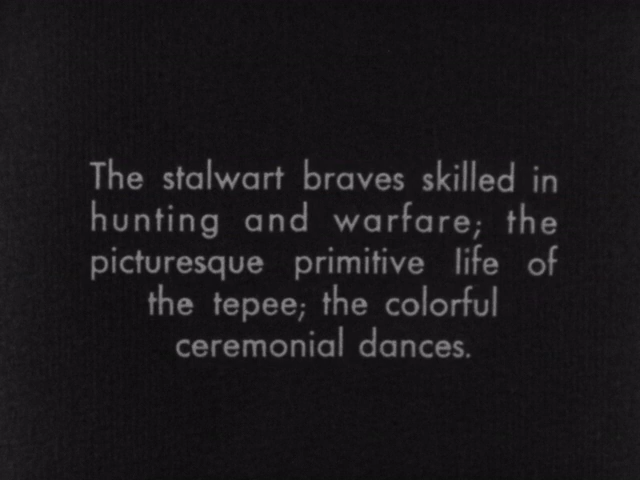 The stalwart braves skilled in
hunting and warfare; the
picturesque primitive life of
the tepee; the colorful
ceremonial dances.